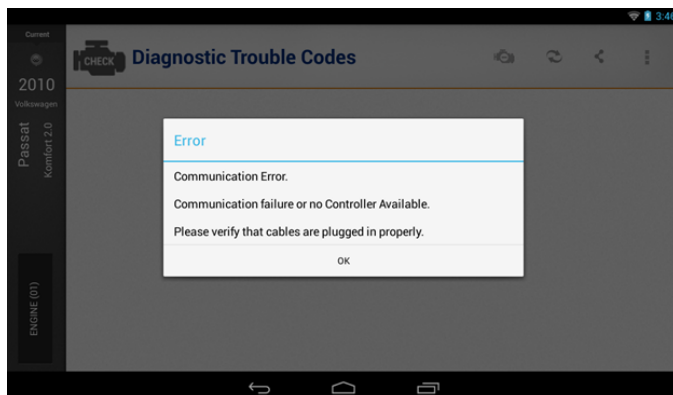 3:46
Current
CHECK
Diagnostic Trouble Codes
2010
Volkswagen
Passat
Komfort 2.0
ENGINE (01)
Error
Communication Error.
Communication failure or no Controller Available.
Please verify that cables are plugged in properly.
OK